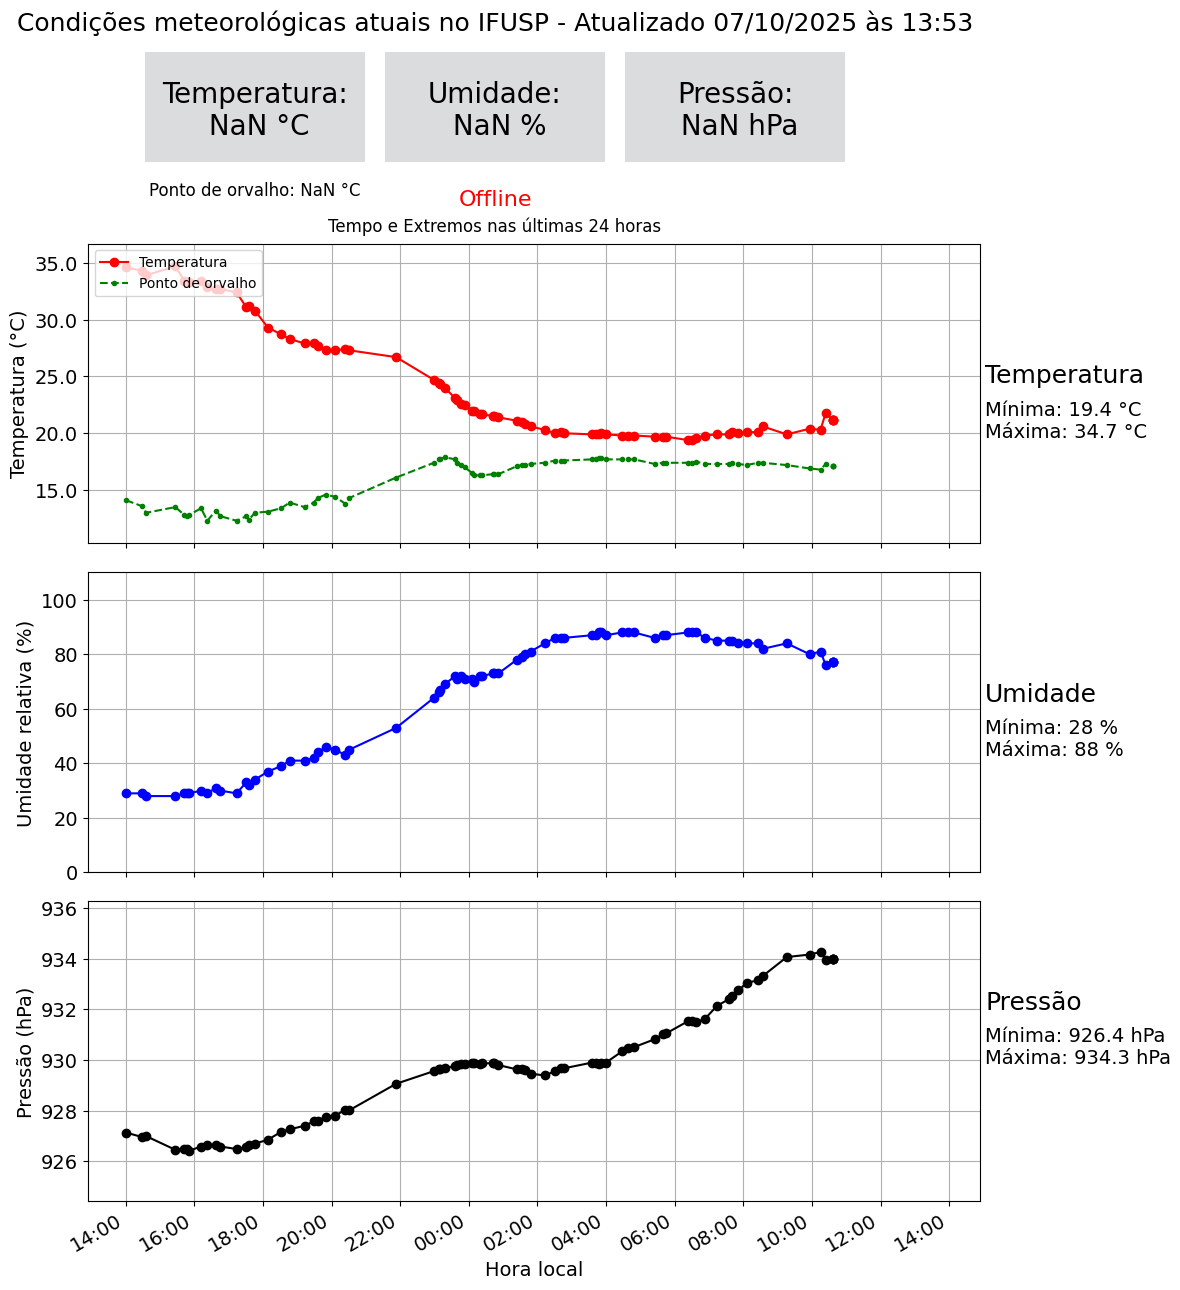 Condições meteorológicas atuais no IFUSP - Atualizado 07/10/2025 às 13:53
Temperatura:
NaN °C
Umidade:
NaN %
Pressão:
NaN hPa
Ponto de orvalho: NaN °C
Offline
Tempo e Extremos nas últimas 24 horas
35.0
30.0
25.0
20.0
15.0
Temperatura (°C)
Temperatura
Ponto de orvalho
Temperatura
Mínima: 19.4 °C
Máxima: 34.7 °C
100
80
60
40
20
0
Umidade relativa (%)
Umidade
Mínima: 28 %
Máxima: 88 %
936
934
932
930
928
926
Pressão (hPa)
Pressão
Mínima: 926.4 hPa
Máxima: 934.3 hPa
14:00 16:00 18:00 20:00 22:00 00:00 02:00 04:00 06:00 08:00 10:00 12:00 14:00
Hora local